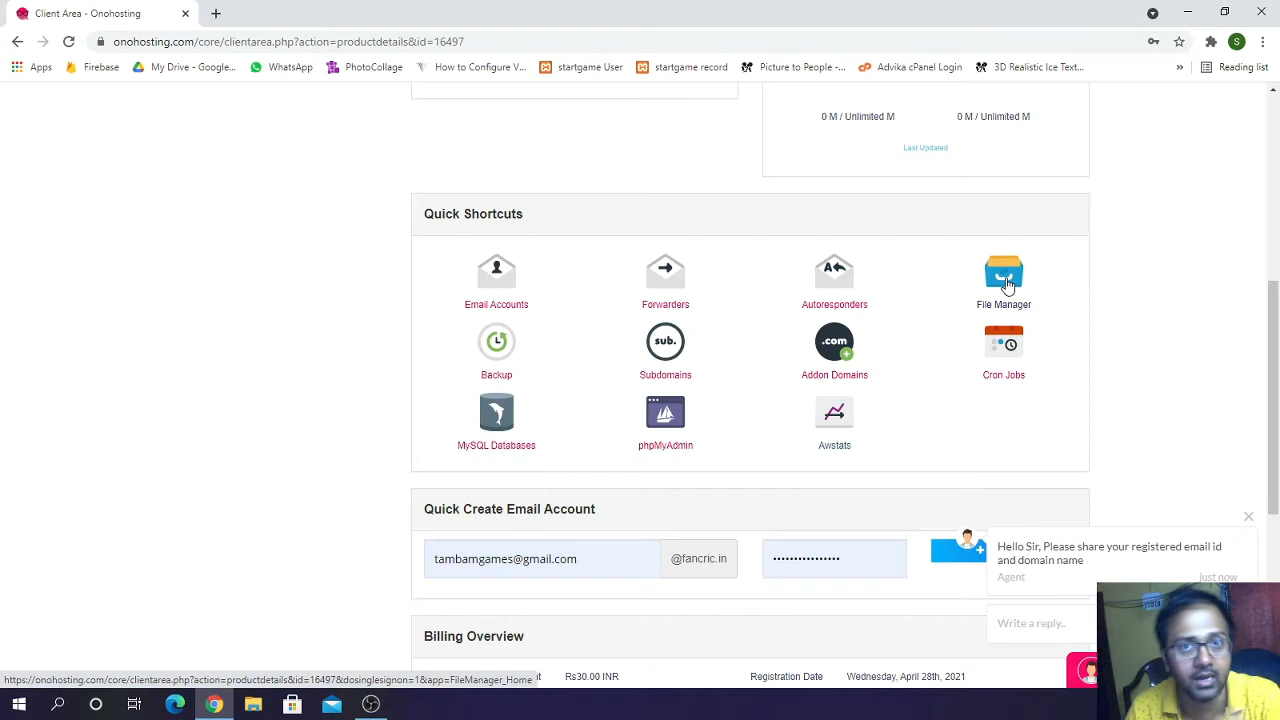 Client Area - Onohosting
onohosting.com/core/clientarea.php?action=productdetails&id=16497
S
Apps
Firebase
My Drive - Google...
WhatsApp
PhotoCollage
How to Configure V...
startgame User
startgame record
Picture to People -...
Advika cPanel Login
3D Realistic Ice Text...
»
Reading list
0 M / Unlimited M
0 M / Unlimited M
Last Updated
Quick Shortcuts
Email Accounts
Forwarders
Autoresponders
File Manager
sub.
.com
Backup
Subdomains
Addon Domains
Cron Jobs
MySQL Databases
phpMyAdmin
Awstats
Quick Create Email Account
tambamgames@gmail.com
@fancric.in
Hello Sir, Please share your registered email id
and domain name
Agent
just now
Write a reply..
Billing Overview
Rs30.00 INR
Registration Date
Wednesday, April 28th, 2021
https://onohosting.com/core/clientarea.php?action=productdetails&id=16497&dosinglesignon=1&app=FileManager_Home